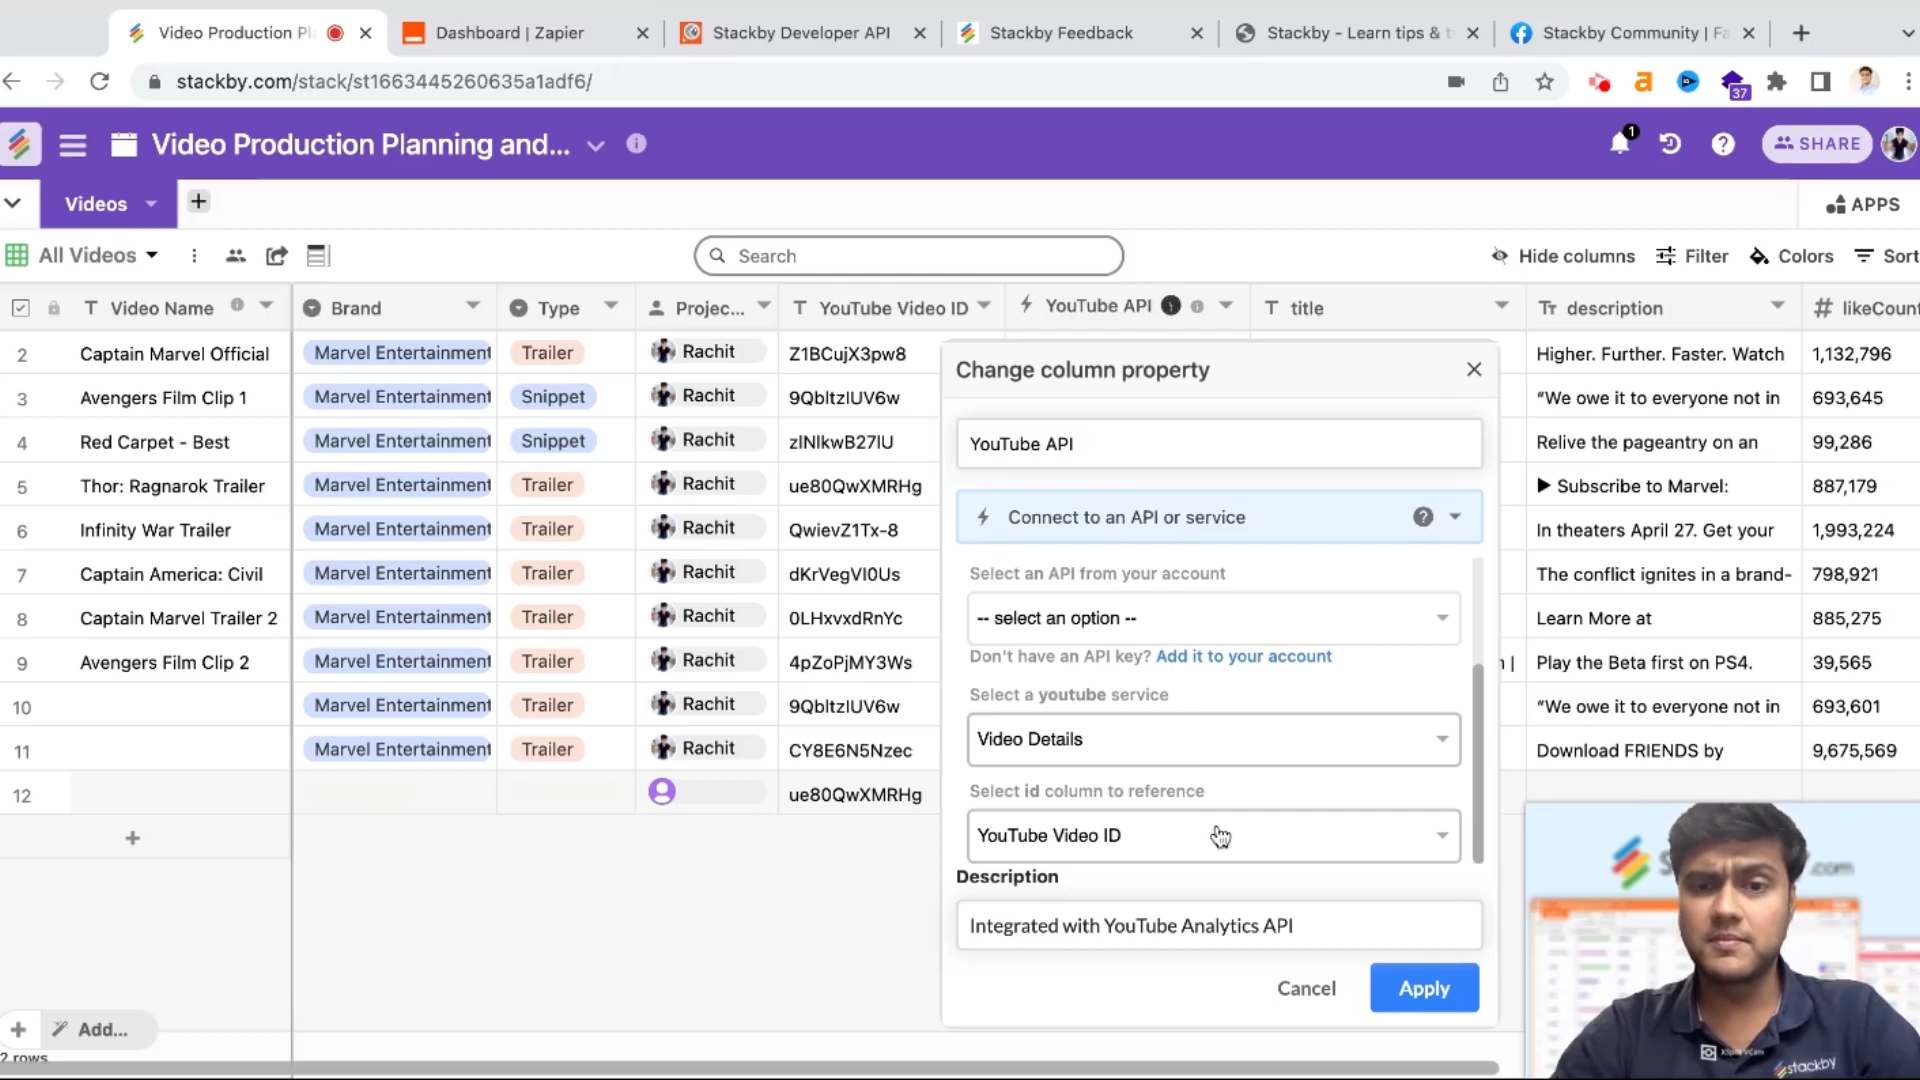 Video Production Pl
Dashboard | Zapier
Stackby Developer API
Stackby Feedback
Stackby - Learn tips & t
Stackby Community | Fa
stackby.com/stack/st1663445260635a1adf6/
37
Video Production Planning and...
1
SHARE
Videos
APPS
All Videos
Search
Hide columns
Filter
Colors
Sort
Video Name
Brand
Type
Projec...
YouTube Video ID
YouTube API
title
description
likeCount
2 Captain Marvel Official Marvel Entertainment Trailer Rachit Z1BCujX3pw8 Higher. Further. Faster. Watch 1,132,796
3 Avengers Film Clip 1 Marvel Entertainment Snippet Rachit 9QbltzIUV6w “We owe it to everyone not in 693,645
4 Red Carpet - Best Marvel Entertainment Snippet Rachit zlNlkwB27lU Relive the pageantry on an 99,286
5 Thor: Ragnarok Trailer Marvel Entertainment Trailer Rachit ue80QwXMRHg ▶ Subscribe to Marvel: 887,179
6 Infinity War Trailer Marvel Entertainment Trailer Rachit QwievZ1Tx-8 In theaters April 27. Get your 1,993,224
7 Captain America: Civil Marvel Entertainment Trailer Rachit dKrVegVI0Us The conflict ignites in a brand- 798,921
8 Captain Marvel Trailer 2 Marvel Entertainment Trailer Rachit 0LHxvxdRnYc Learn More at 885,275
9 Avengers Film Clip 2 Marvel Entertainment Trailer Rachit 4pZoPjMY3Ws Play the Beta first on PS4. 39,565
10 Marvel Entertainment Trailer Rachit 9QbltzIUV6w “We owe it to everyone not in 693,601
11 Marvel Entertainment Trailer Rachit CY8E6N5Nzec Download FRIENDS by 9,675,569
12 ue80QwXMRHg
Change column property
YouTube API
Connect to an API or service
Select an API from your account
-- select an option --
Don't have an API key? Add it to your account
Select a youtube service
Video Details
Select id column to reference
YouTube Video ID
Description
Integrated with YouTube Analytics API
Cancel
Apply
Add...
2 rows
.com
XSplit VCam
stackby